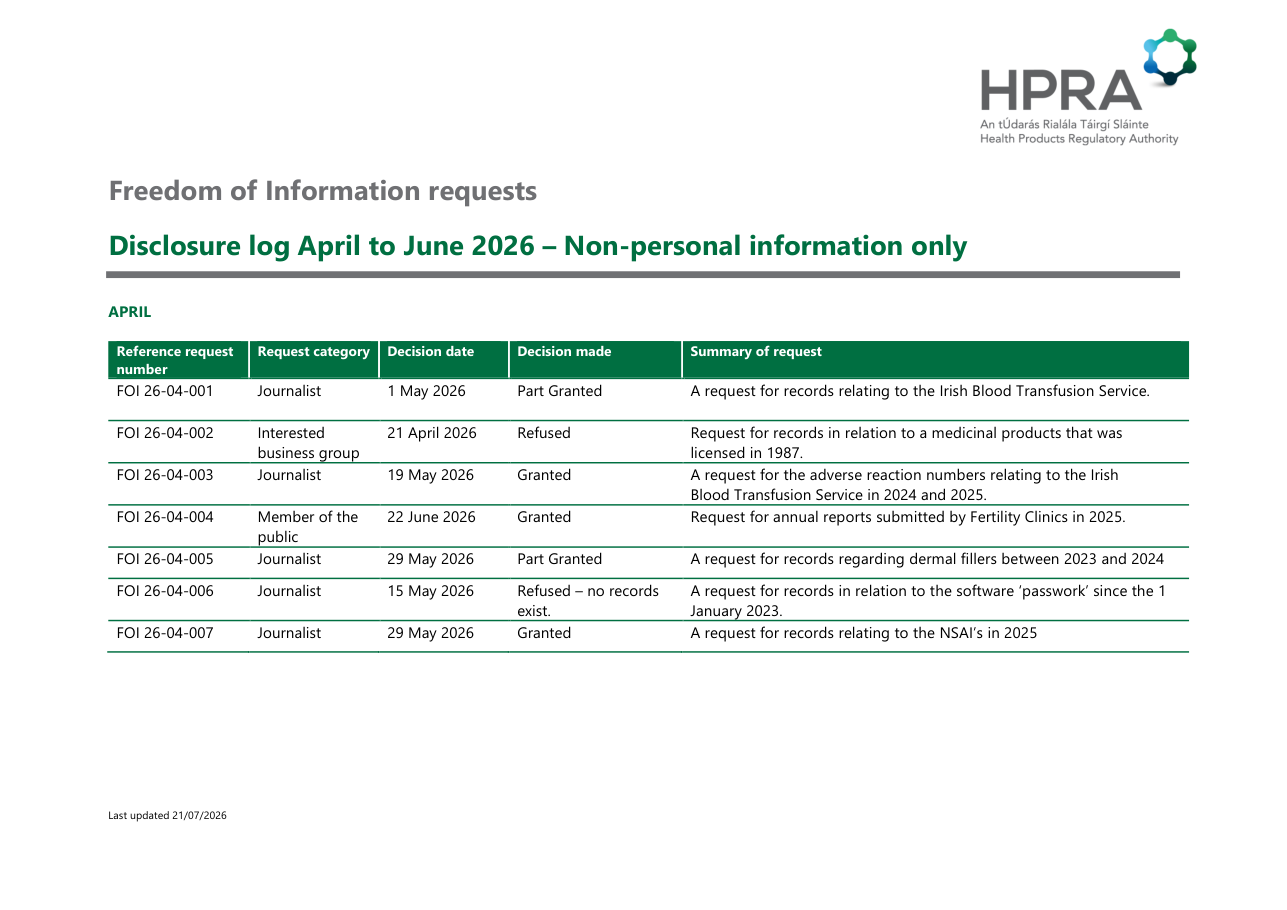 HPRA
An tÚdarás Rialála Táirgí Sláinte
Health Products Regulatory Authority
Freedom of Information requests
Disclosure log April to June 2026 – Non-personal information only
APRIL
Reference request number Request category Decision date Decision made Summary of request
FOI 26-04-001 Journalist 1 May 2026 Part Granted A request for records relating to the Irish Blood Transfusion Service.
FOI 26-04-002 Interested business group 21 April 2026 Refused Request for records in relation to a medicinal products that was licensed in 1987.
FOI 26-04-003 Journalist 19 May 2026 Granted A request for the adverse reaction numbers relating to the Irish Blood Transfusion Service in 2024 and 2025.
FOI 26-04-004 Member of the public 22 June 2026 Granted Request for annual reports submitted by Fertility Clinics in 2025.
FOI 26-04-005 Journalist 29 May 2026 Part Granted A request for records regarding dermal fillers between 2023 and 2024
FOI 26-04-006 Journalist 15 May 2026 Refused – no records exist. A request for records in relation to the software ‘passwork’ since the 1 January 2023.
FOI 26-04-007 Journalist 29 May 2026 Granted A request for records relating to the NSAI’s in 2025
Last updated 21/07/2026